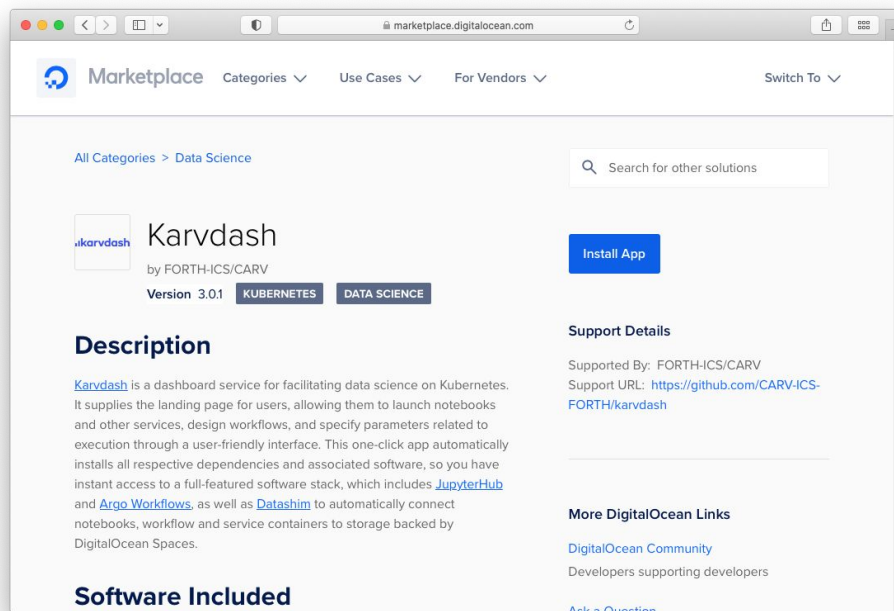 marketplace.digitalocean.com
Marketplace Categories Use Cases For Vendors Switch To
All Categories > Data Science
Search for other solutions
karvdash
Karvdash
by FORTH-ICS/CARV
Version 3.0.1 KUBERNETES DATA SCIENCE
Install App
Description
Karvdash is a dashboard service for facilitating data science on Kubernetes.
It supplies the landing page for users, allowing them to launch notebooks
and other services, design workflows, and specify parameters related to
execution through a user-friendly interface. This one-click app automatically
installs all respective dependencies and associated software, so you have
instant access to a full-featured software stack, which includes JupyterHub
and Argo Workflows, as well as Datashim to automatically connect
notebooks, workflow and service containers to storage backed by
DigitalOcean Spaces.
Software Included
Support Details
Supported By: FORTH-ICS/CARV
Support URL: https://github.com/CARV-ICS-
FORTH/karvdash
More DigitalOcean Links
DigitalOcean Community
Developers supporting developers
Ask a Question